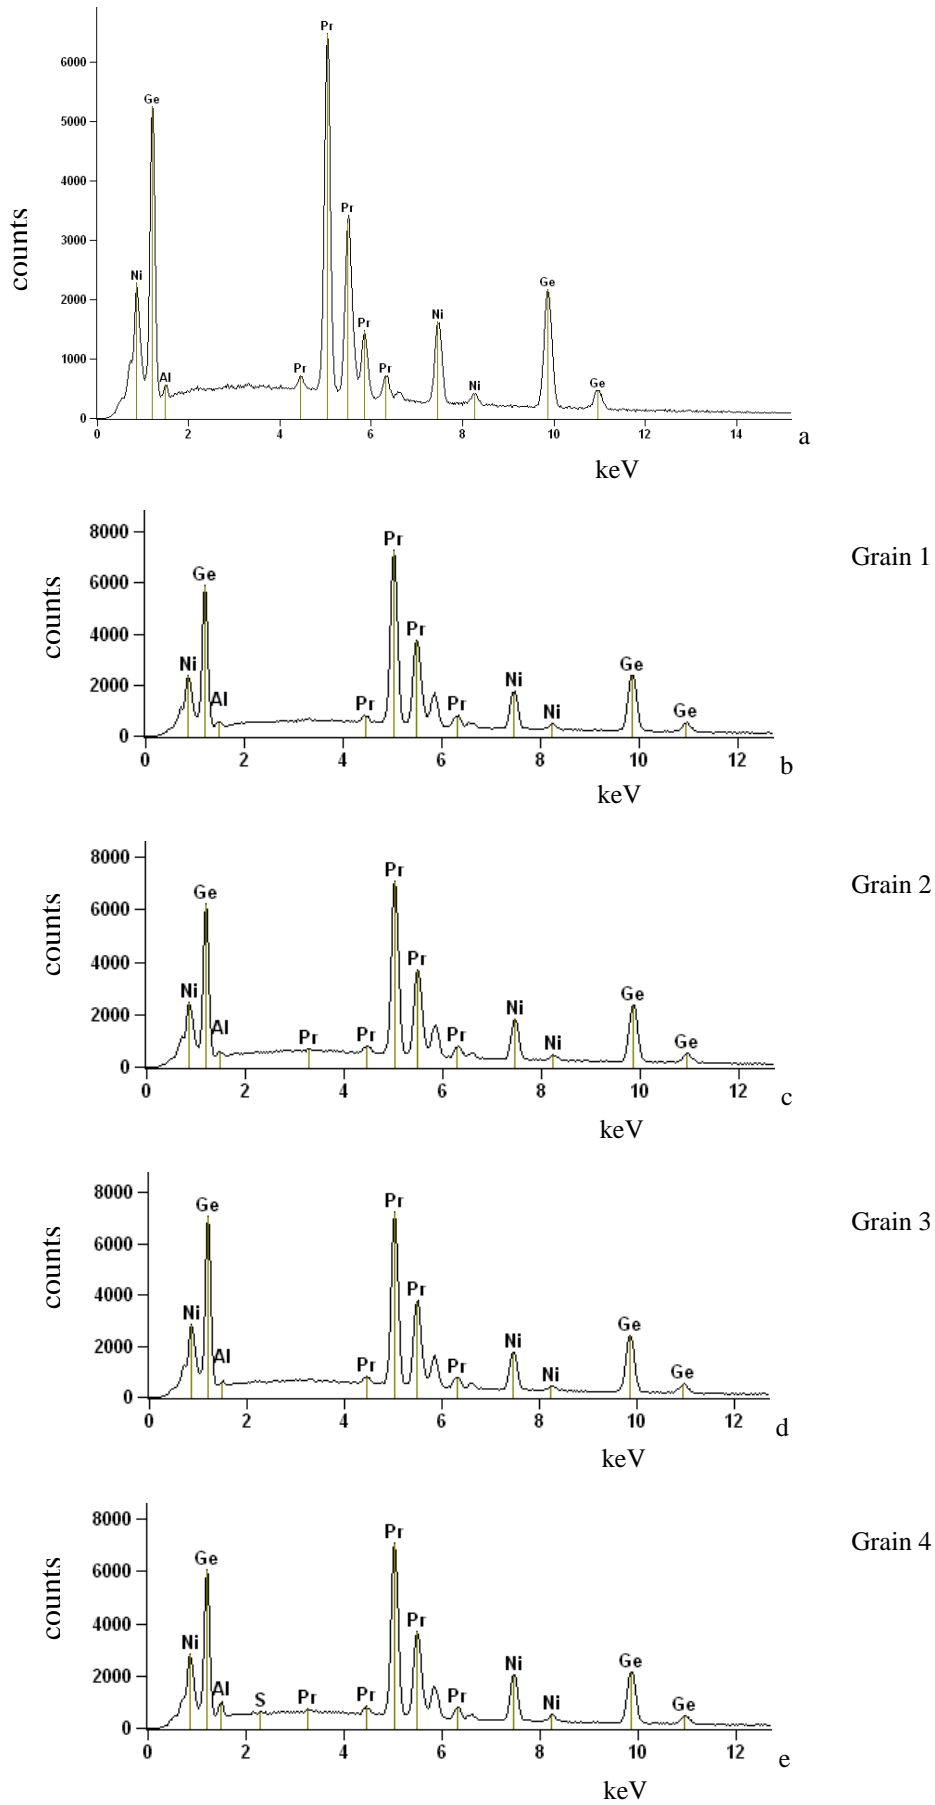 Pr
6000
Ge
5000
4000
Pr
3000
counts
Ni
Ge
2000
Ni
Pr
1000
Al
Pr
Pr
Ni
Ge
0
0 2 4 6 8 10 12 14
a
keV
Grain 1
8000
Pr
6000
Ge
counts
4000
Pr
Ni
Ge
2000
Al
Ni
Pr
Pr
Ni
Ge
0
0 2 4 6 8 10 12
b
keV
Grain 2
8000
Pr
6000
Ge
counts
4000
Pr
Ni
Ge
2000
Al
Ni
Pr
Pr
Pr
Ni
Ge
0
0 2 4 6 8 10 12
c
keV
Grain 3
8000
Pr
Ge
6000
counts
4000
Pr
Ni
Ge
2000
Al
Ni
Pr
Pr
Ni
Ge
0
0 2 4 6 8 10 12
d
keV
Grain 4
8000
Pr
6000
Ge
counts
4000
Pr
Ni
Ni
Ge
2000
Al
S
Pr
Pr
Pr
Ni
Ge
0
0 2 4 6 8 10 12
e
keV